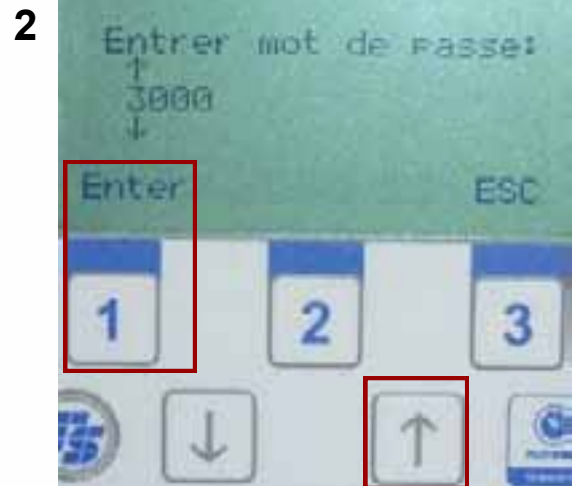 2
Entrer mot de passe:
↑
3000
↓
Enter ESC
1 2 3
↓ ↑